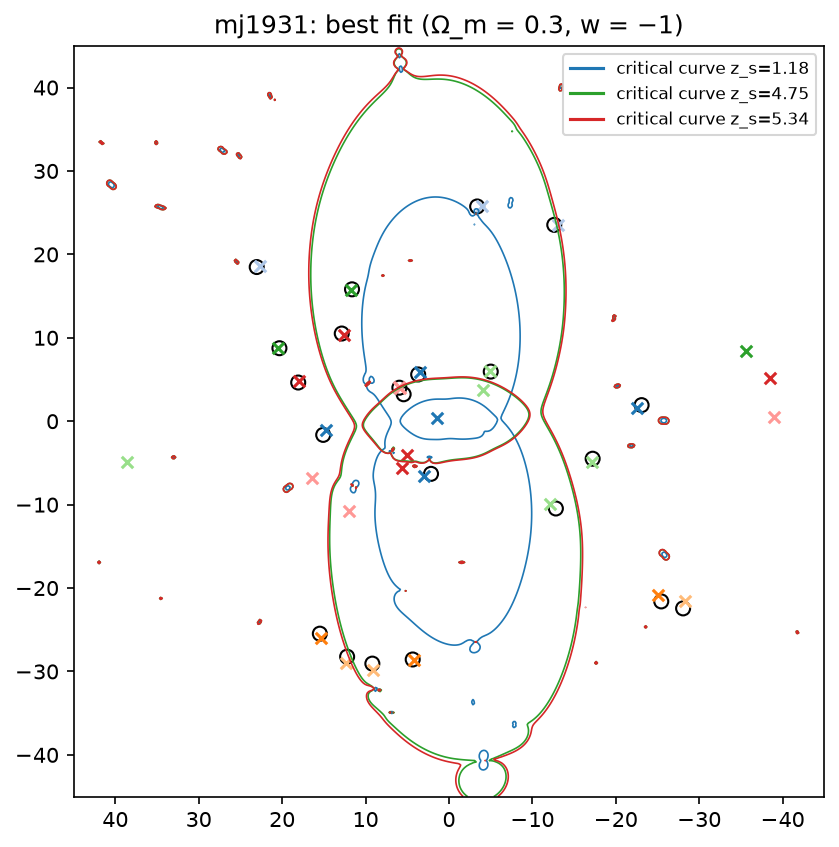 mj1931: best fit (Ω_m = 0.3, w = −1)
critical curve z_s=1.18
critical curve z_s=4.75
critical curve z_s=5.34
40
30
20
10
0
−10
−20
−30
−40
40 30 20 10 0 −10 −20 −30 −40